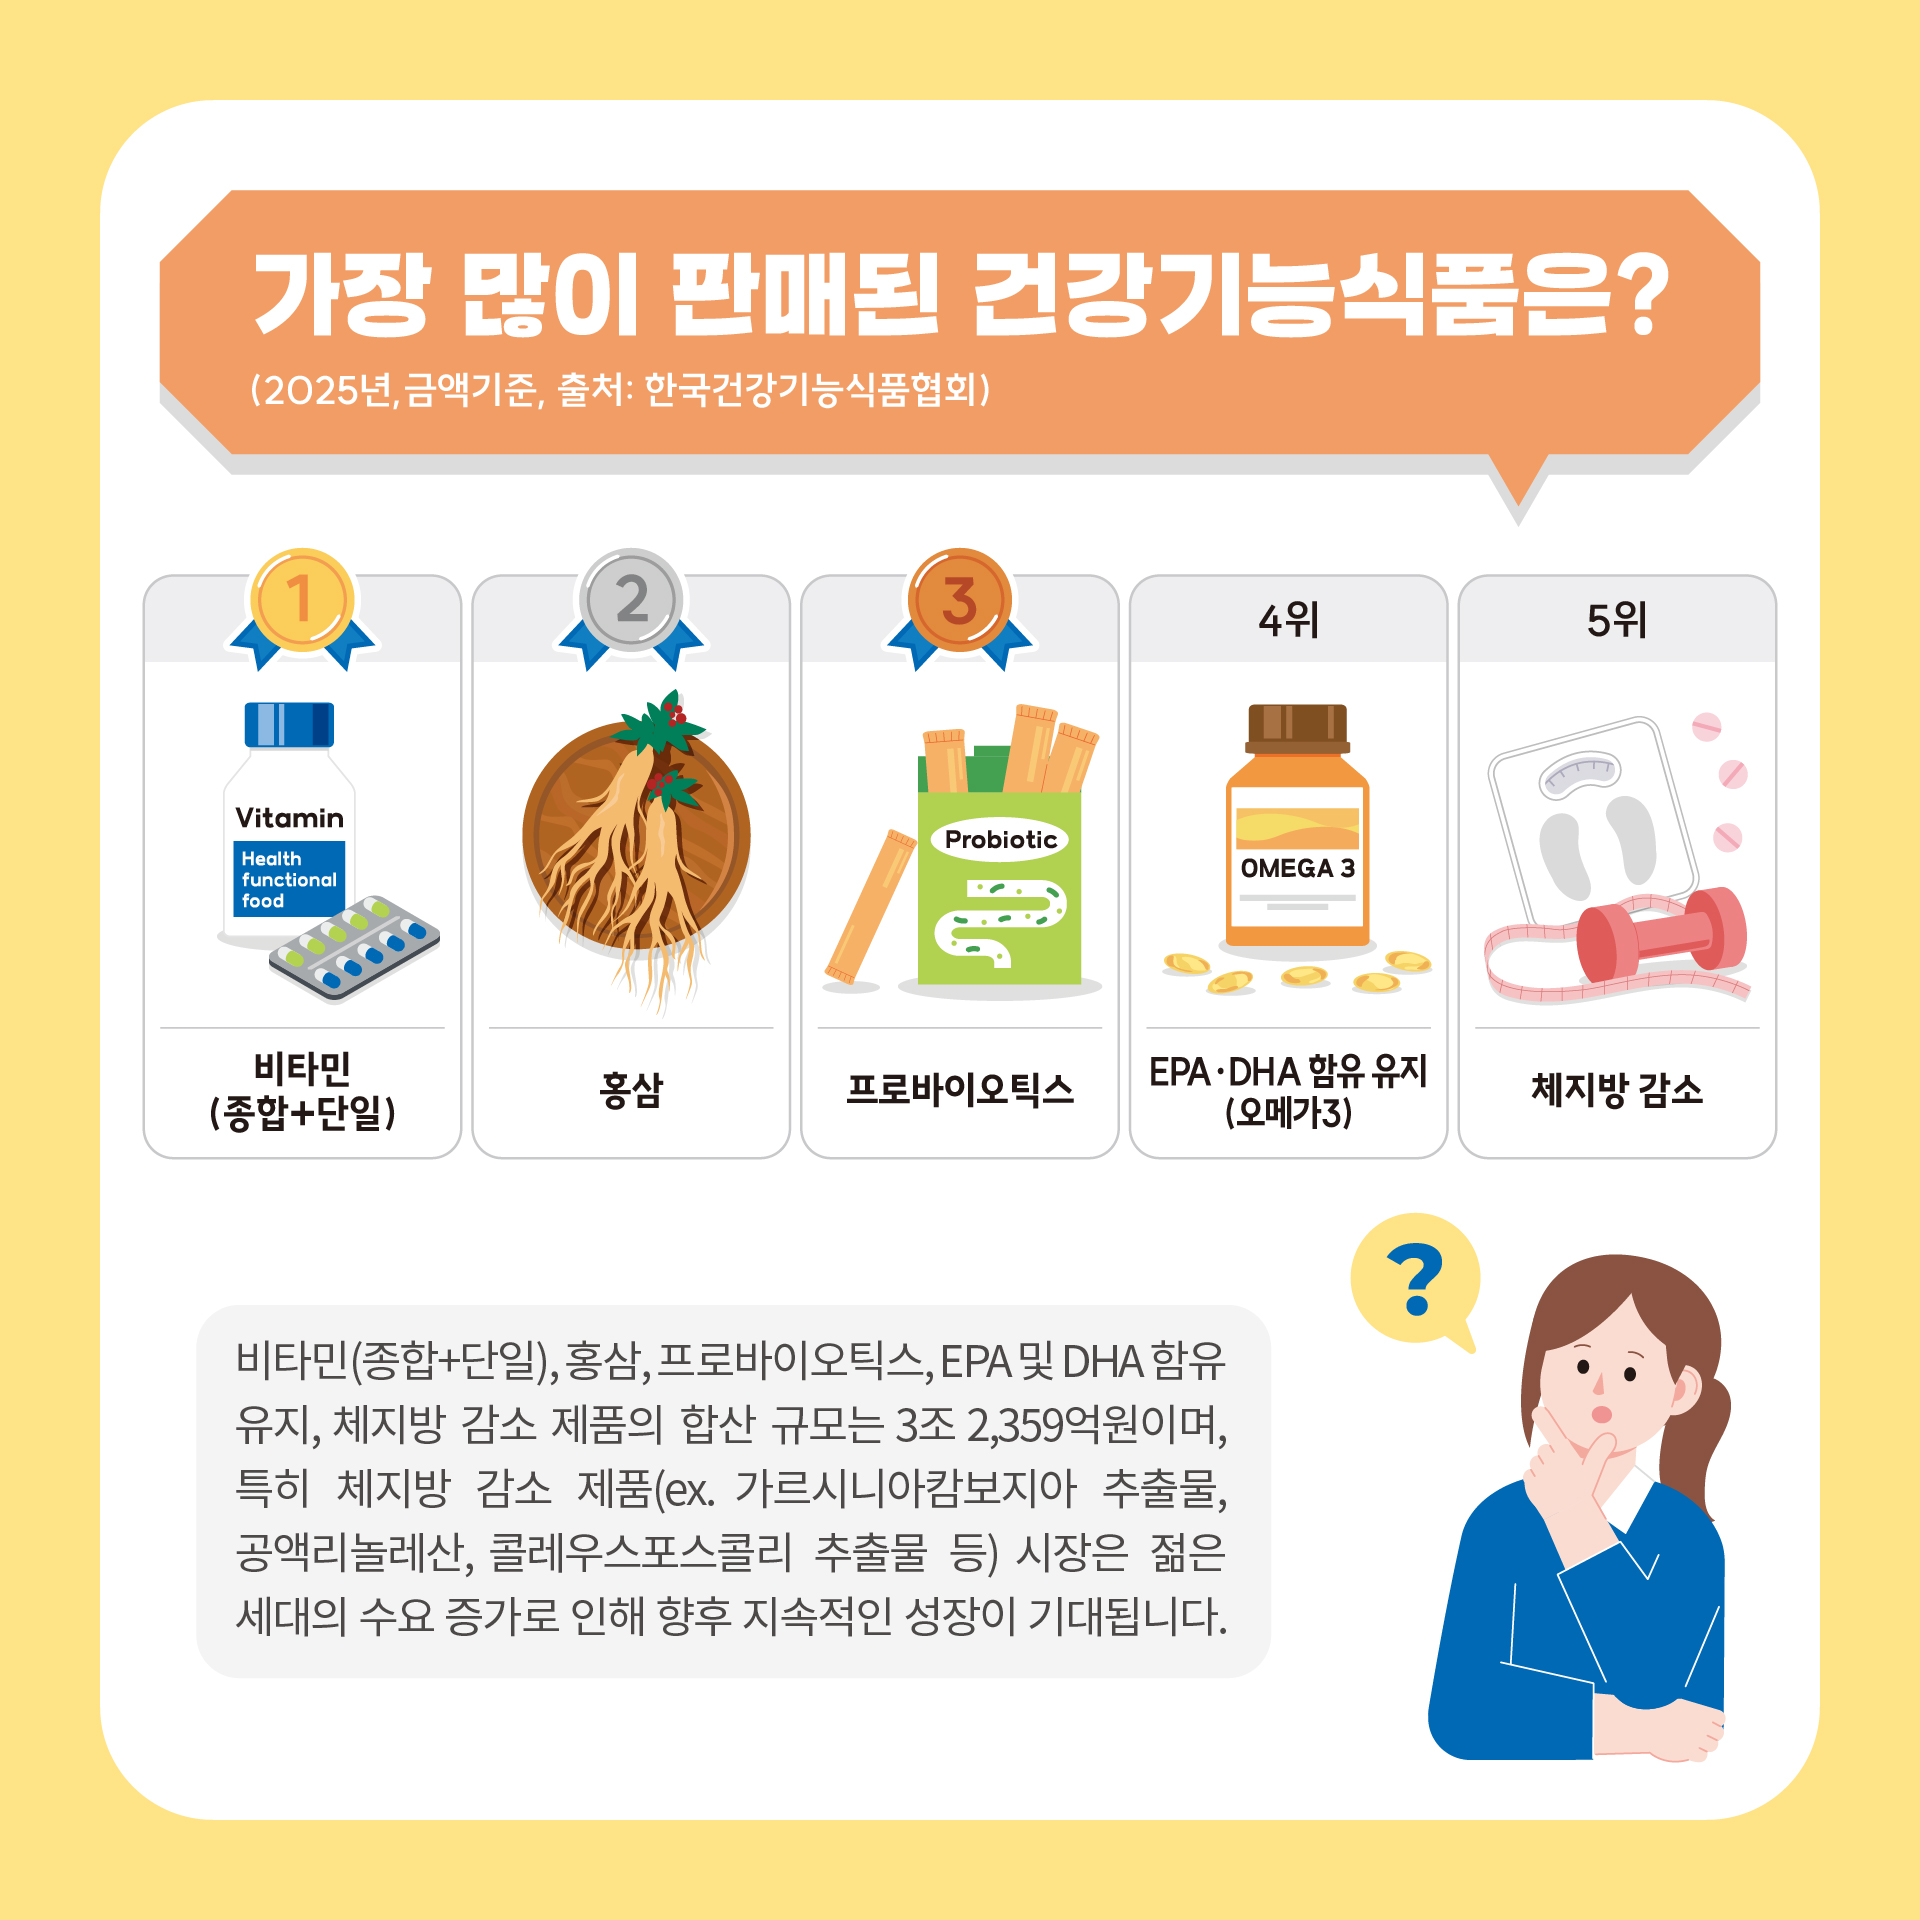 가장 많이 판매된 건강기능식품은?
(2025년, 금액기준, 출처: 한국건강기능식품협회)
1
2
3
4위
5위
Vitamin
Health
functional
food
Probiotic
OMEGA 3
비타민
(종합+단일)
홍삼
프로바이오틱스
EPA·DHA 함유 유지
(오메가3)
체지방 감소
?
비타민(종합+단일), 홍삼, 프로바이오틱스, EPA 및 DHA 함유
유지, 체지방 감소 제품의 합산 규모는 3조 2,359억원이며,
특히 체지방 감소 제품(ex. 가르시니아캄보지아 추출물,
공액리놀레산, 콜레우스포스콜리 추출물 등) 시장은 젊은
세대의 수요 증가로 인해 향후 지속적인 성장이 기대됩니다.